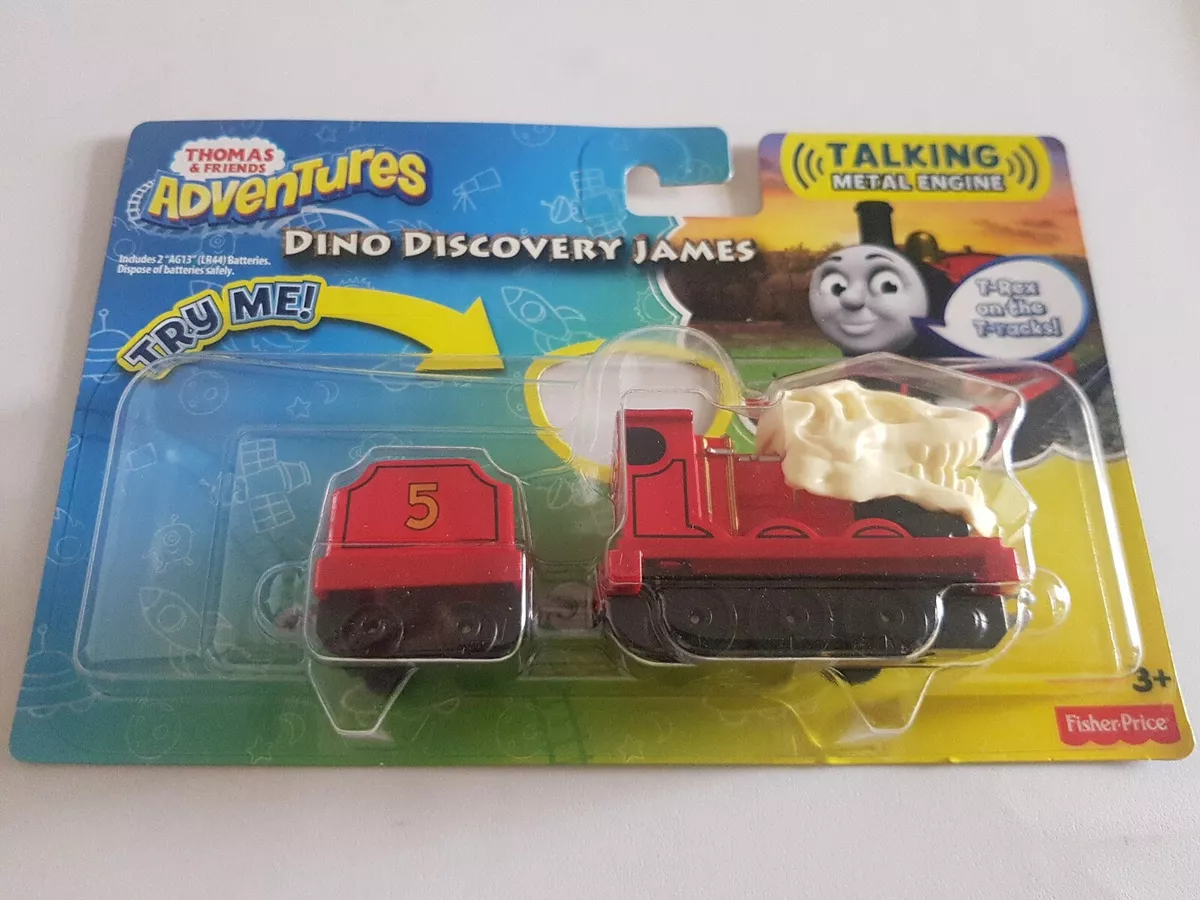 THOMAS
& FRIENDS
ADVENTURES
TALKING
METAL ENGINE
DINO DISCOVERY JAMES
Includes 2 "AG13" (LR44) Batteries.
Dispose of batteries safely.
TRY ME!
T-Rex
on the
T-racks!
5
3+
Fisher-Price